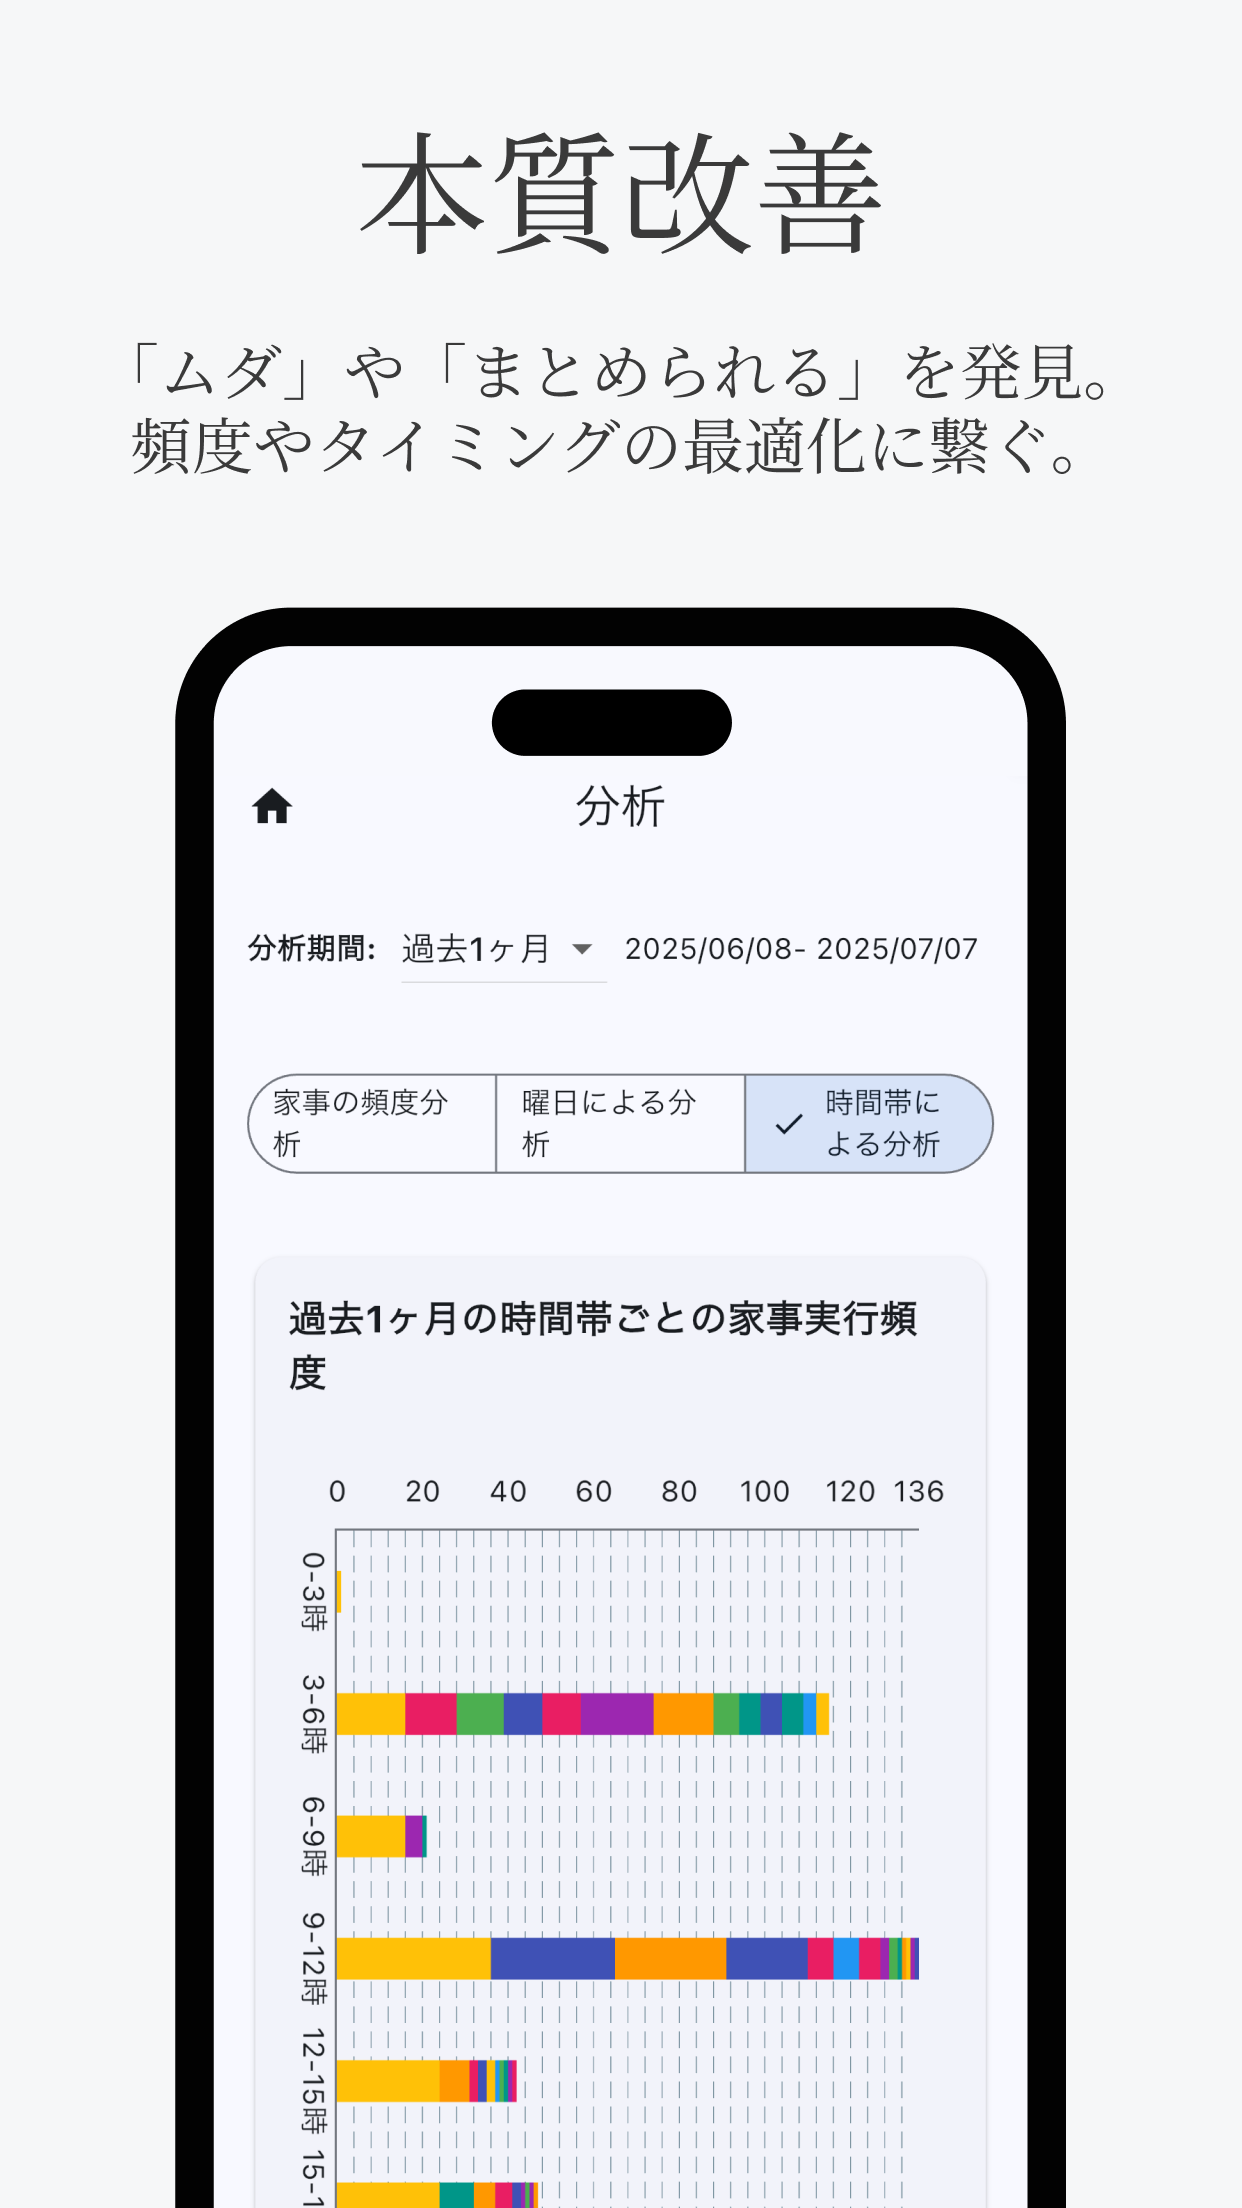 本質改善
「ムダ」や「まとめられる」を発見。
頻度やタイミングの最適化に繋ぐ。
分析
分析期間: 過去1ヶ月 2025/06/08- 2025/07/07
家事の頻度分
析
曜日による分
析
時間帯に
よる分析
過去1ヶ月の時間帯ごとの家事実行頻
度
0 20 40 60 80 100 120 136
0-3時
3-6時
6-9時
9-12時
12-15時
15-1